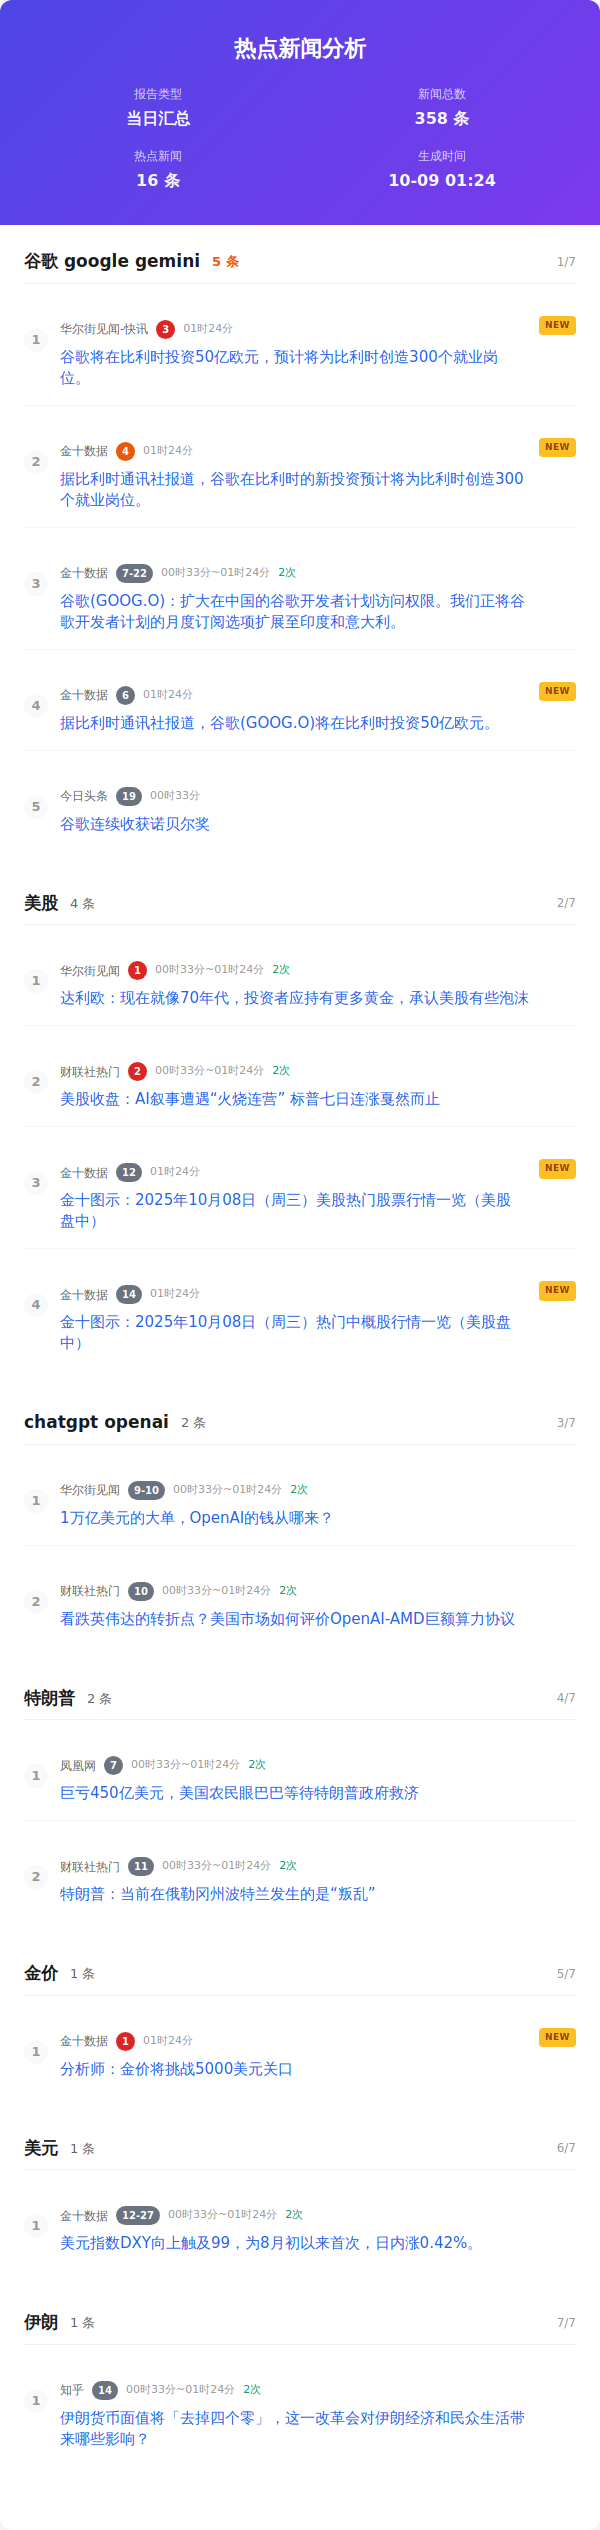 热点新闻分析
报告类型
当日汇总
新闻总数
358 条
热点新闻
16 条
生成时间
10-09 01:24
谷歌 google gemini 5 条 1/7
1 华尔街见闻-快讯 3 01时24分 NEW
谷歌将在比利时投资50亿欧元，预计将为比利时创造300个就业岗
位。
2 金十数据 4 01时24分 NEW
据比利时通讯社报道，谷歌在比利时的新投资预计将为比利时创造300
个就业岗位。
3 金十数据 7-22 00时33分~01时24分 2次
谷歌(GOOG.O)：扩大在中国的谷歌开发者计划访问权限。我们正将谷
歌开发者计划的月度订阅选项扩展至印度和意大利。
4 金十数据 6 01时24分 NEW
据比利时通讯社报道，谷歌(GOOG.O)将在比利时投资50亿欧元。
5 今日头条 19 00时33分
谷歌连续收获诺贝尔奖
美股 4 条 2/7
1 华尔街见闻 1 00时33分~01时24分 2次
达利欧：现在就像70年代，投资者应持有更多黄金，承认美股有些泡沫
2 财联社热门 2 00时33分~01时24分 2次
美股收盘：AI叙事遭遇“火烧连营” 标普七日连涨戛然而止
3 金十数据 12 01时24分 NEW
金十图示：2025年10月08日（周三）美股热门股票行情一览（美股
盘中）
4 金十数据 14 01时24分 NEW
金十图示：2025年10月08日（周三）热门中概股行情一览（美股盘
中）
chatgpt openai 2 条 3/7
1 华尔街见闻 9-10 00时33分~01时24分 2次
1万亿美元的大单，OpenAI的钱从哪来？
2 财联社热门 10 00时33分~01时24分 2次
看跌英伟达的转折点？美国市场如何评价OpenAI-AMD巨额算力协议
特朗普 2 条 4/7
1 凤凰网 7 00时33分~01时24分 2次
巨亏450亿美元，美国农民眼巴巴等待特朗普政府救济
2 财联社热门 11 00时33分~01时24分 2次
特朗普：当前在俄勒冈州波特兰发生的是“叛乱”
金价 1 条 5/7
1 金十数据 1 01时24分 NEW
分析师：金价将挑战5000美元关口
美元 1 条 6/7
1 金十数据 12-27 00时33分~01时24分 2次
美元指数DXY向上触及99，为8月初以来首次，日内涨0.42%。
伊朗 1 条 7/7
1 知乎 14 00时33分~01时24分 2次
伊朗货币面值将「去掉四个零」，这一改革会对伊朗经济和民众生活带
来哪些影响？